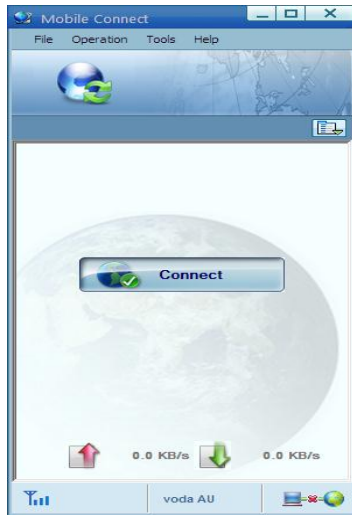 Mobile Connect
File Operation Tools Help
Connect
0.0 KB/s 0.0 KB/s
voda AU